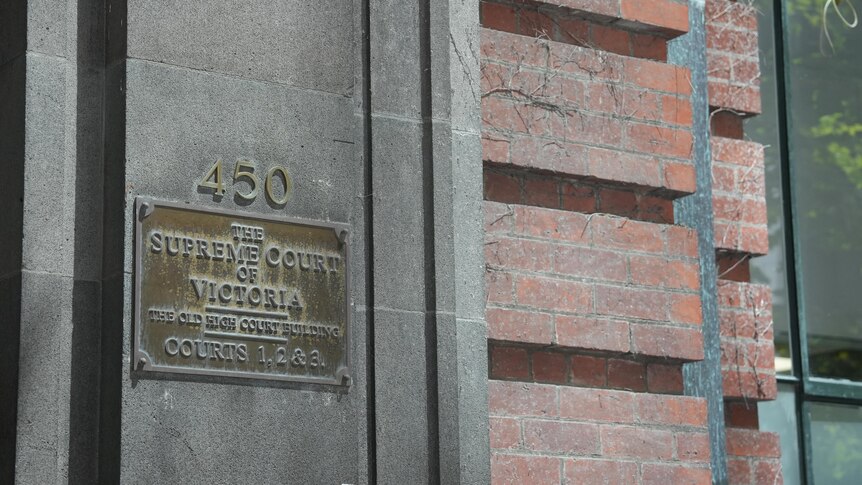 450
THE
SUPREME COURT
OF
VICTORIA
THE OLD HIGH COURT BUILDING
COURTS 1, 2 & 3.